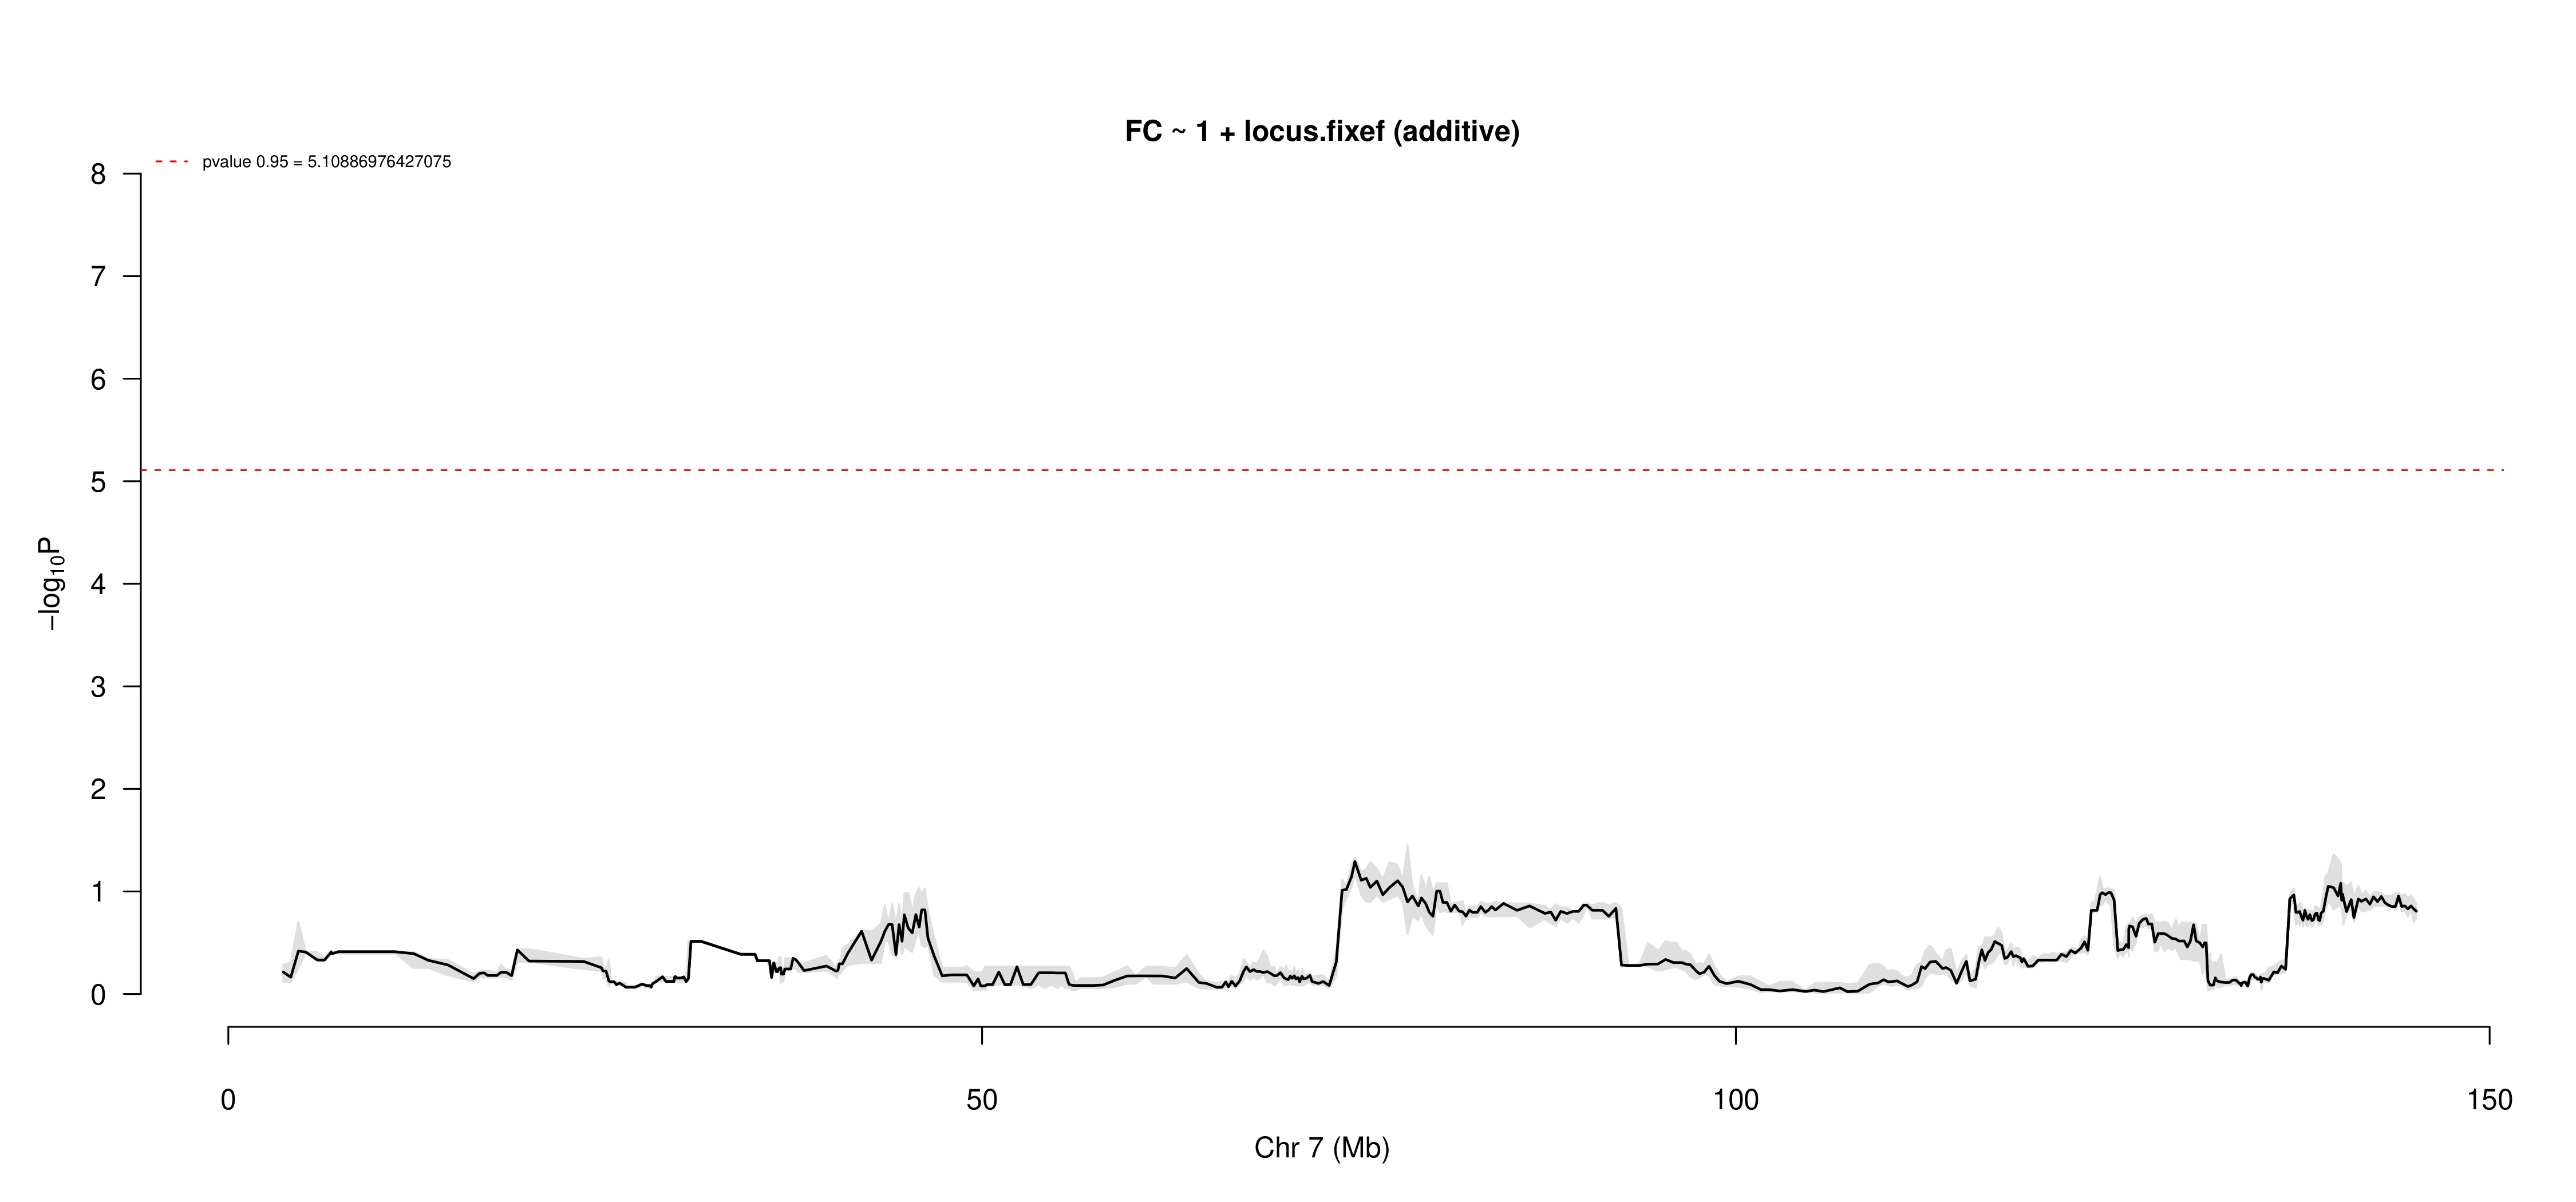 FC ~ 1 + locus.fixef (additive)
pvalue 0.95 = 5.10886976427075
8
7
6
5
4
3
2
1
0
−log10P
0 50 100 150
Chr 7 (Mb)